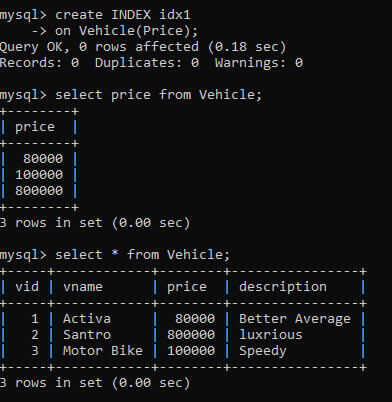 mysql> create INDEX idx1
    -> on Vehicle(Price);
Query OK, 0 rows affected (0.18 sec)
Records: 0  Duplicates: 0  Warnings: 0

mysql> select price from Vehicle;
+--------+
| price  |
+--------+
|  80000 |
| 100000 |
| 800000 |
+--------+
3 rows in set (0.00 sec)

mysql> select * from Vehicle;
+-----+------------+--------+----------------+
| vid | vname      | price  | description    |
+-----+------------+--------+----------------+
|   1 | Activa     |  80000 | Better Average |
|   2 | Santro     | 800000 | luxrious       |
|   3 | Motor Bike | 100000 | Speedy         |
+-----+------------+--------+----------------+
3 rows in set (0.00 sec)